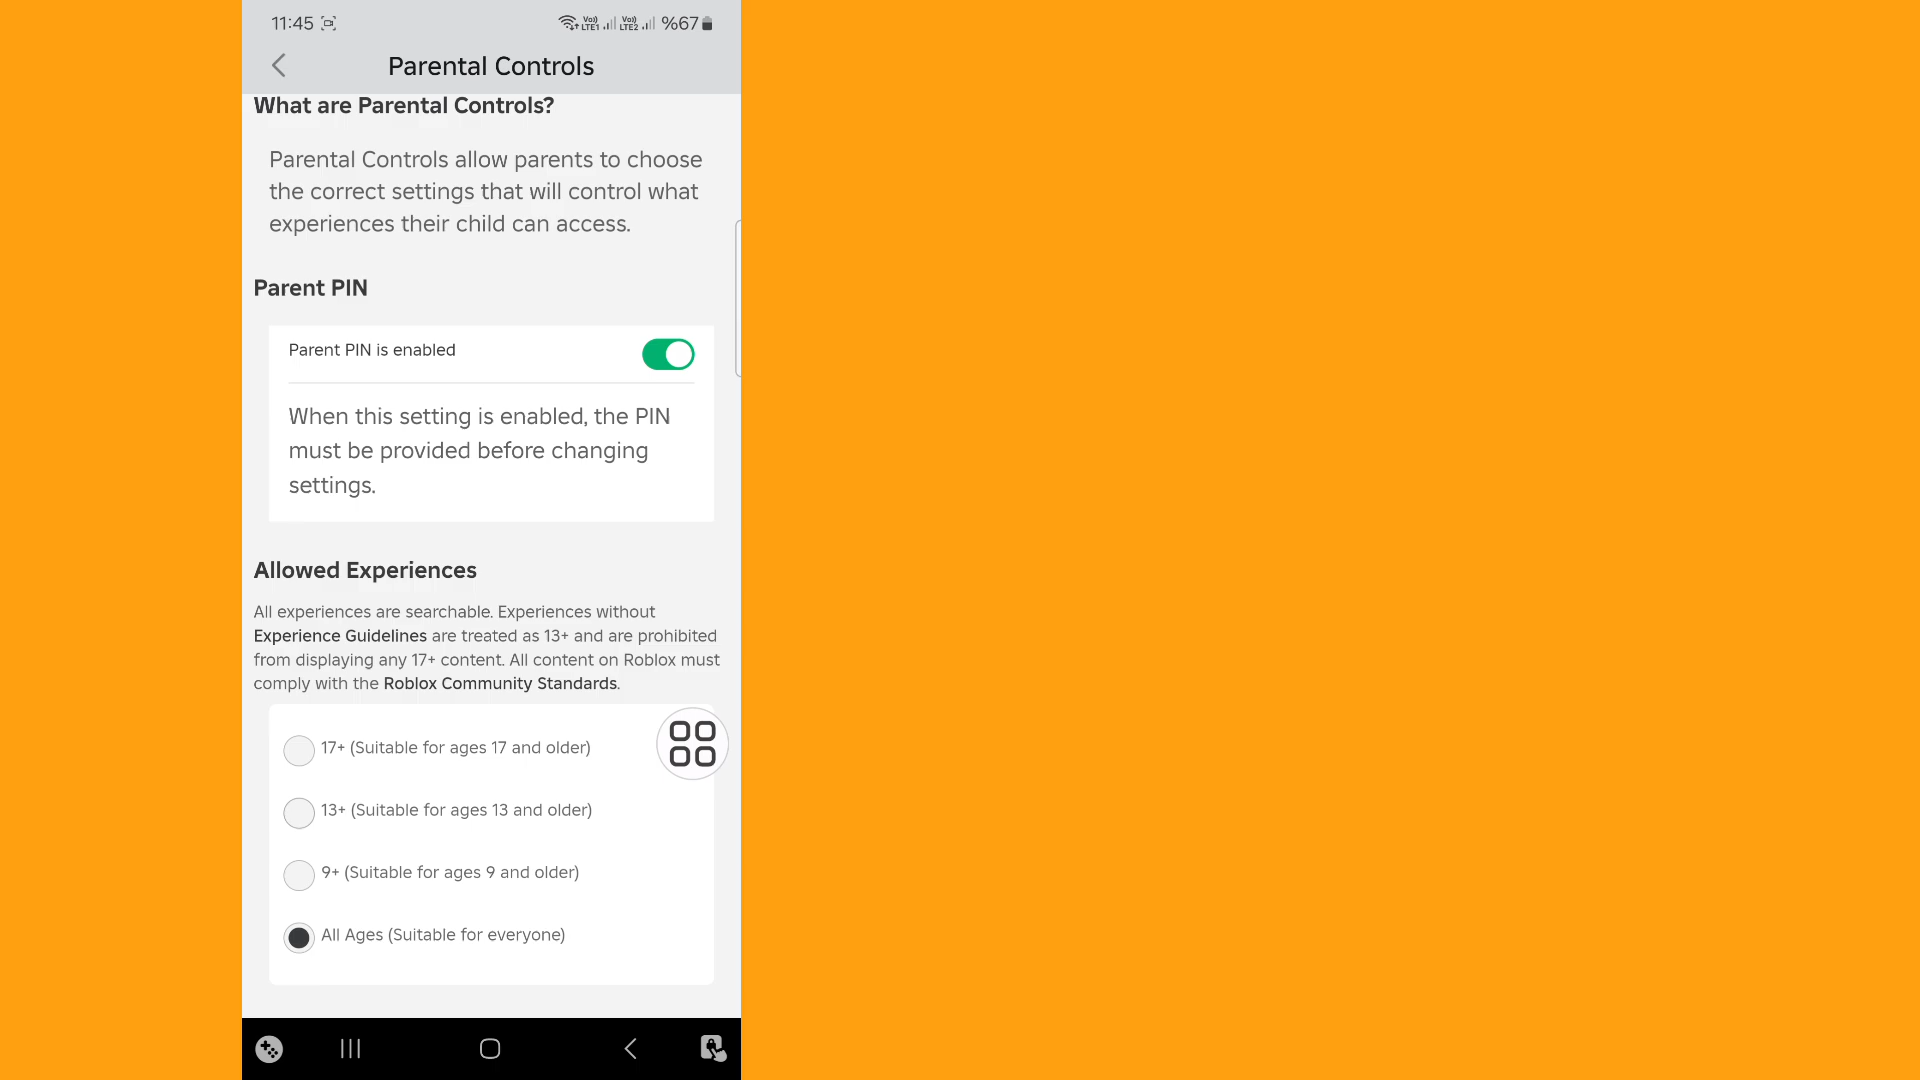 11:45 Vo)) LTE1 Vo)) LTE2 %67
Parental Controls
What are Parental Controls?
Parental Controls allow parents to choose
the correct settings that will control what
experiences their child can access.
Parent PIN
Parent PIN is enabled
When this setting is enabled, the PIN
must be provided before changing
settings.
Allowed Experiences
All experiences are searchable. Experiences without
Experience Guidelines are treated as 13+ and are prohibited
from displaying any 17+ content. All content on Roblox must
comply with the Roblox Community Standards.
17+ (Suitable for ages 17 and older)
13+ (Suitable for ages 13 and older)
9+ (Suitable for ages 9 and older)
All Ages (Suitable for everyone)